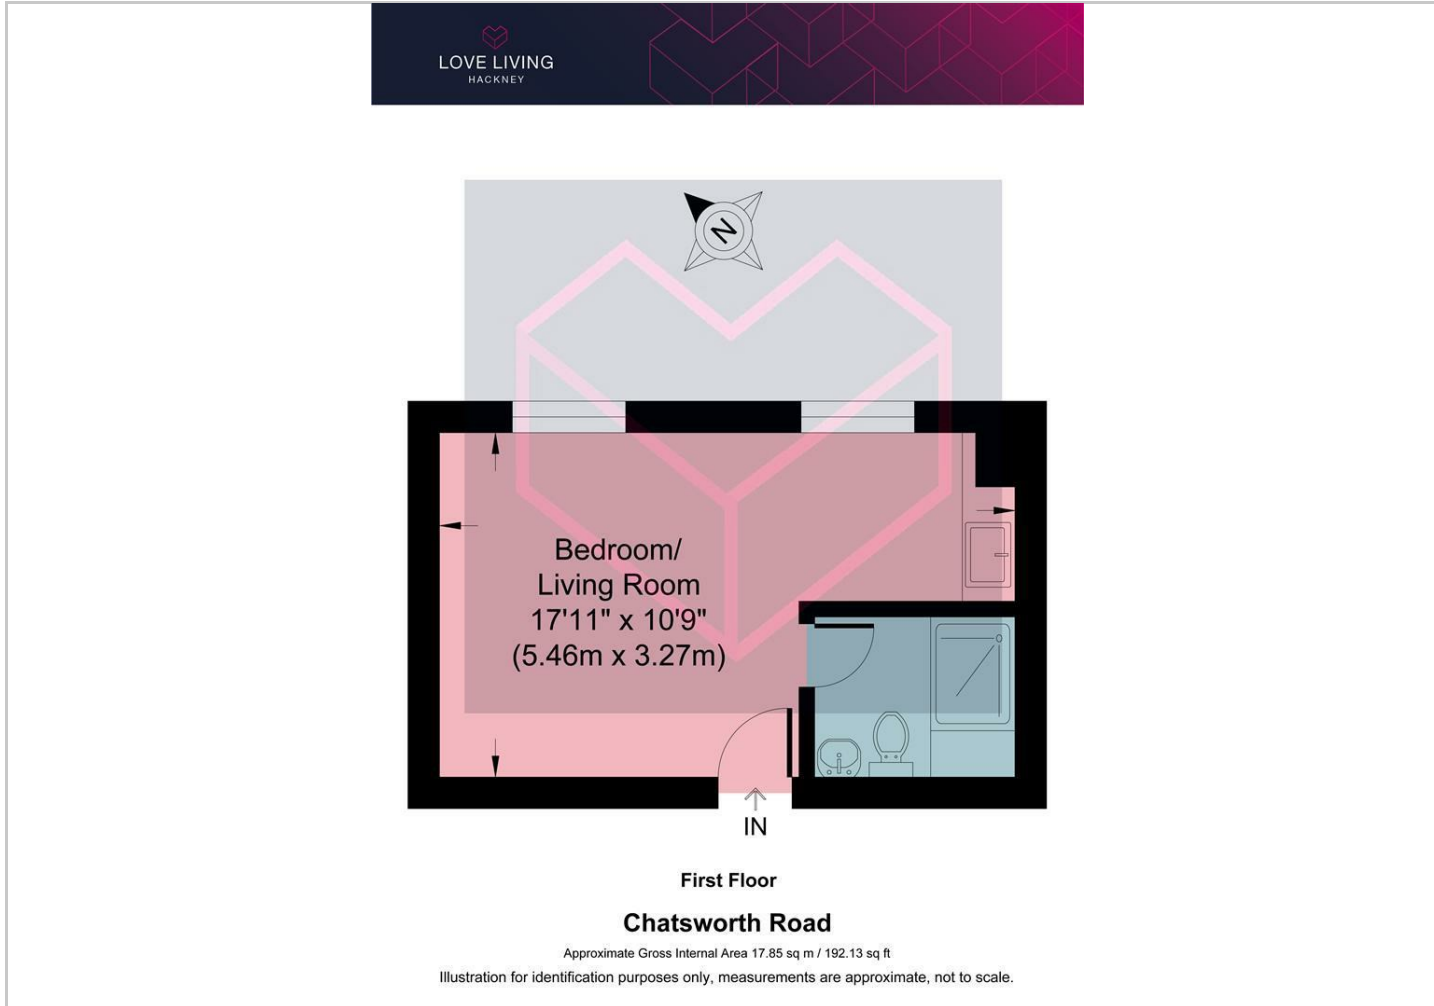 LOVE LIVING
HACKNEY
N
Bedroom/
Living Room
17'11" x 10'9"
(5.46m x 3.27m)
IN
First Floor
Chatsworth Road
Approximate Gross Internal Area 17.85 sq m / 192.13 sq ft
Illustration for identification purposes only, measurements are approximate, not to scale.